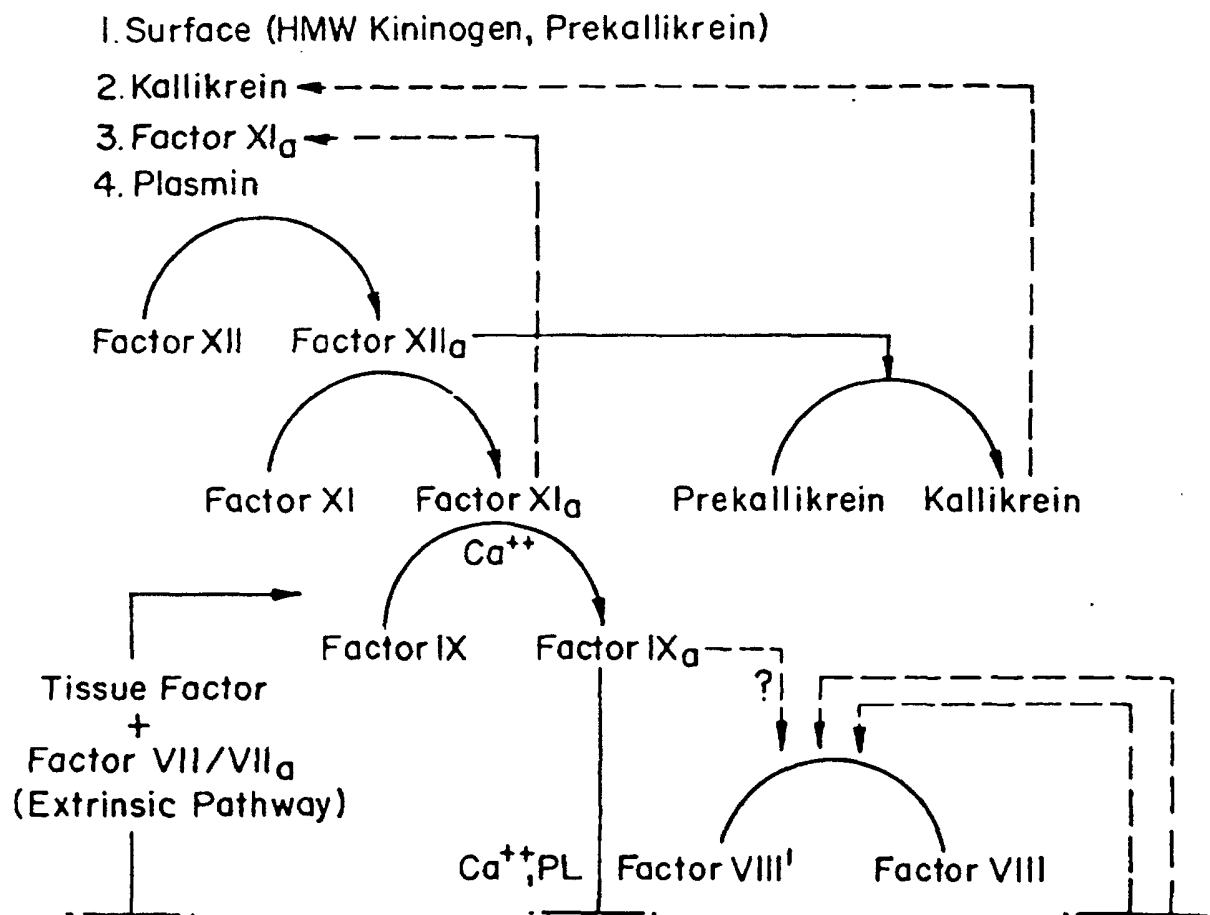 1. Surface (HMW Kininogen, Prekallikrein)
2. Kallikrein
3. Factor XIa
4. Plasmin
Factor XII Factor XIIa
Factor XI Factor XIa Prekallikrein Kallikrein
Ca++
Factor IX Factor IXa
?
Tissue Factor
+
Factor VII/VIIa
(Extrinsic Pathway)
Ca++, PL Factor VIII' Factor VIII